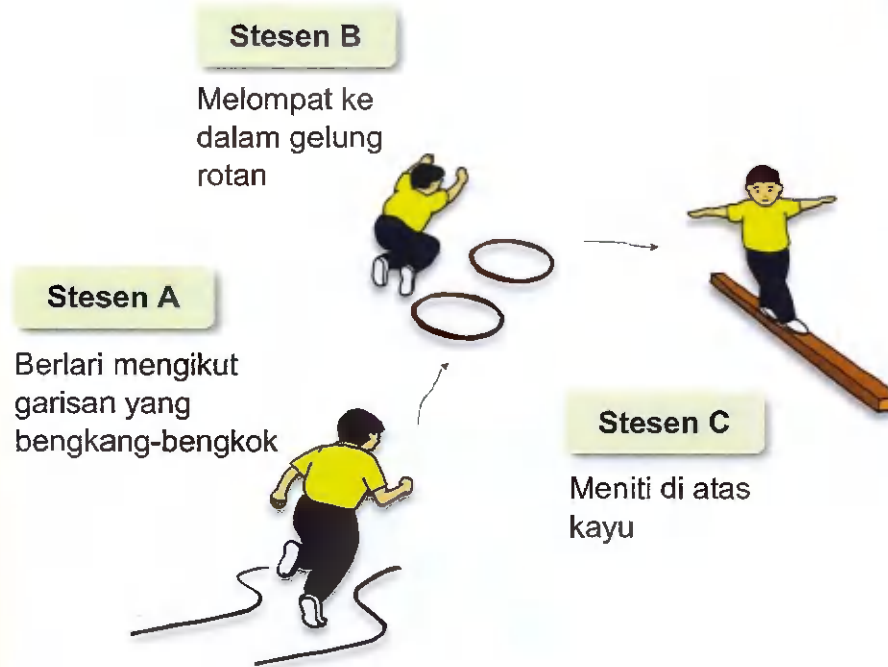 Stesen B
Melompat ke
dalam gelung
rotan
Stesen A
Berlari mengikut
garisan yang
bengkang-bengkok
Stesen C
Meniti di atas
kayu